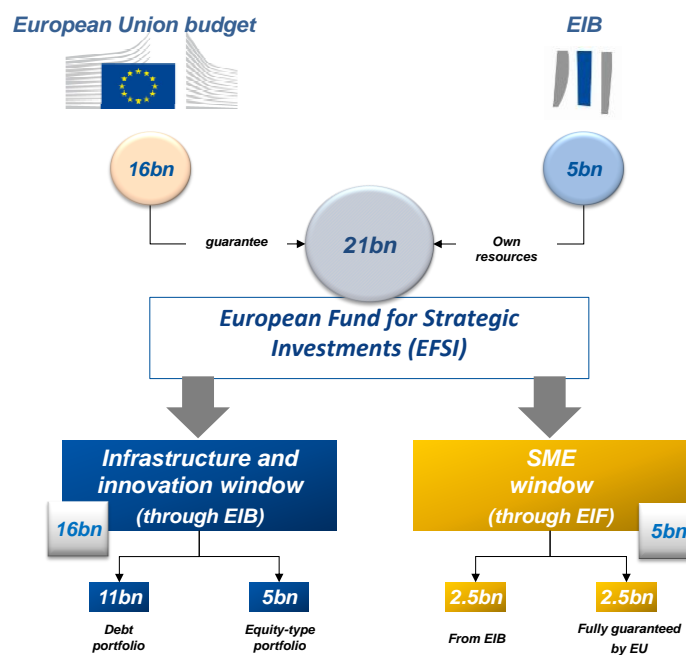 European Union budget
EIB
16bn
5bn
21bn
guarantee
Own
resources
European Fund for Strategic
Investments (EFSI)
Infrastructure and
innovation window
(through EIB)
16bn
SME
window
(through EIF)
5bn
11bn
5bn
2.5bn
2.5bn
Debt
portfolio
Equity-type
portfolio
From EIB
Fully guaranteed
by EU